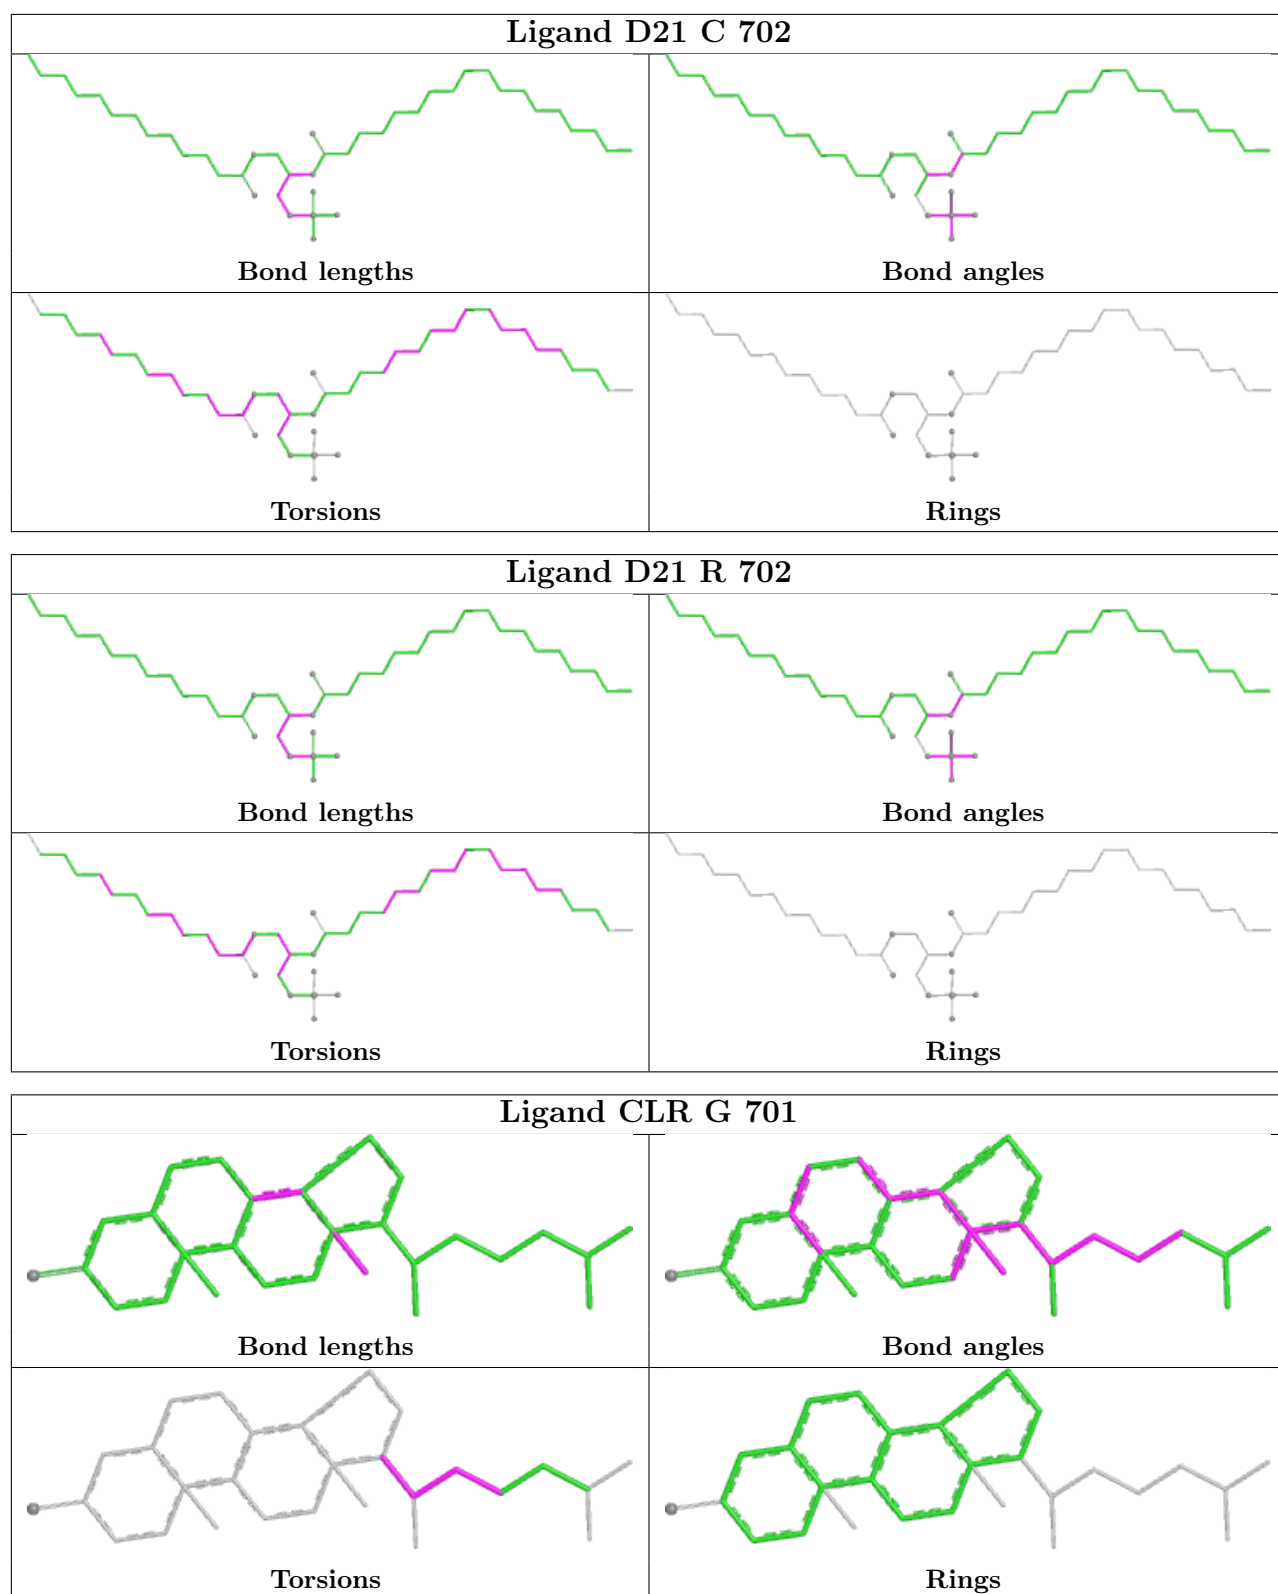 Ligand D21 C 702
Bond lengths
Bond angles
Torsions
Rings
Ligand D21 R 702
Bond lengths
Bond angles
Torsions
Rings
Ligand CLR G 701
Bond lengths
Bond angles
Torsions
Rings